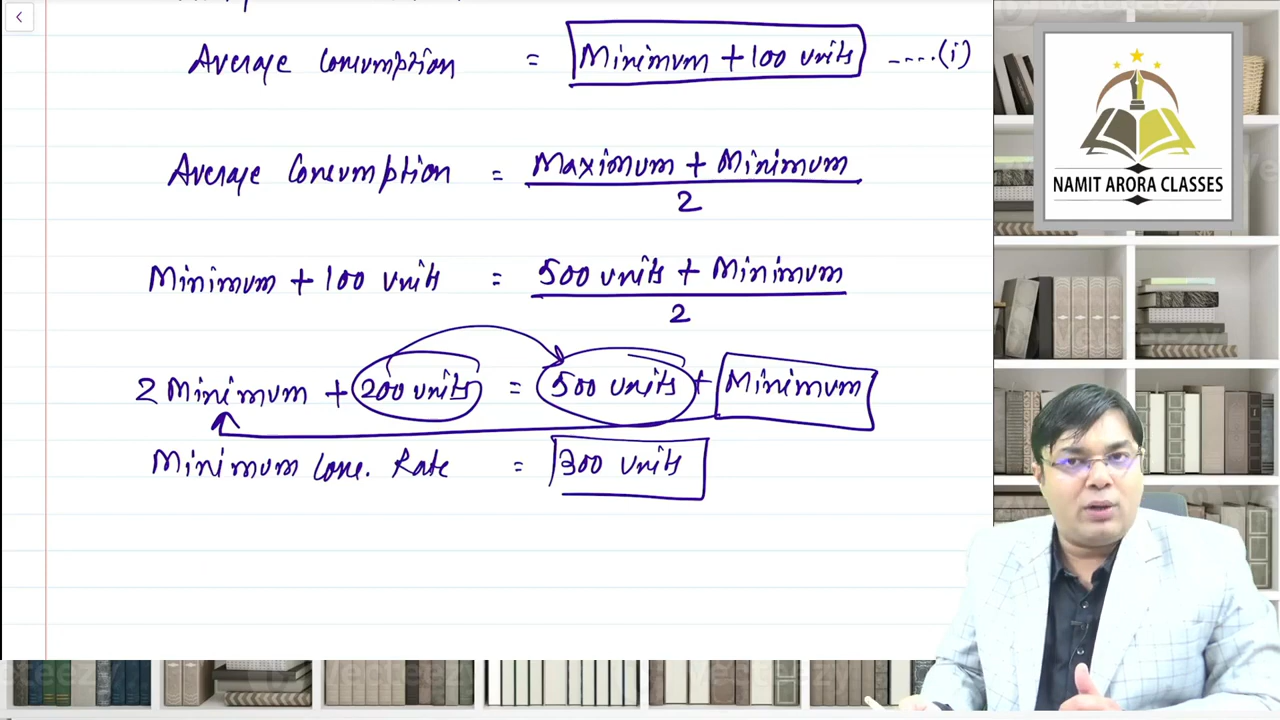 Average Consumption = Minimum + 100 units ----(i)
Average Consumption = Maximum + Minimum
2
Minimum + 100 units = 500 units + Minimum
2
2 Minimum + 200 units = 500 units + Minimum
Minimum Cone. Rate = 300 units
NAMIT ARORA CLASSES